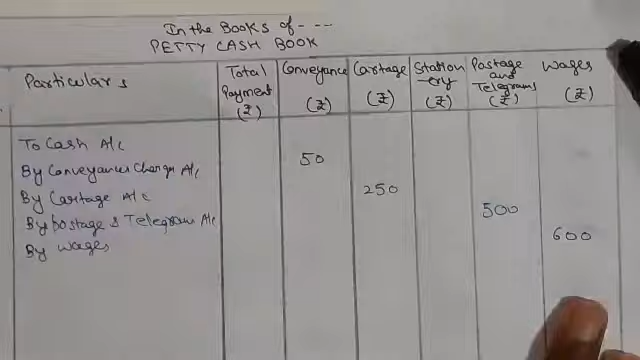 In the Books of - - - -
PETTY CASH BOOK
Particulars
Total Payment (₹)
Conveyance (₹)
Cartage (₹)
Station-ery (₹)
Postage and Telegrams (₹)
Wages (₹)
To Cash A/c
By Conveyance Charge A/c 50
By Cartage A/c 250
By postage & Telegram A/c 500
By Wages 600